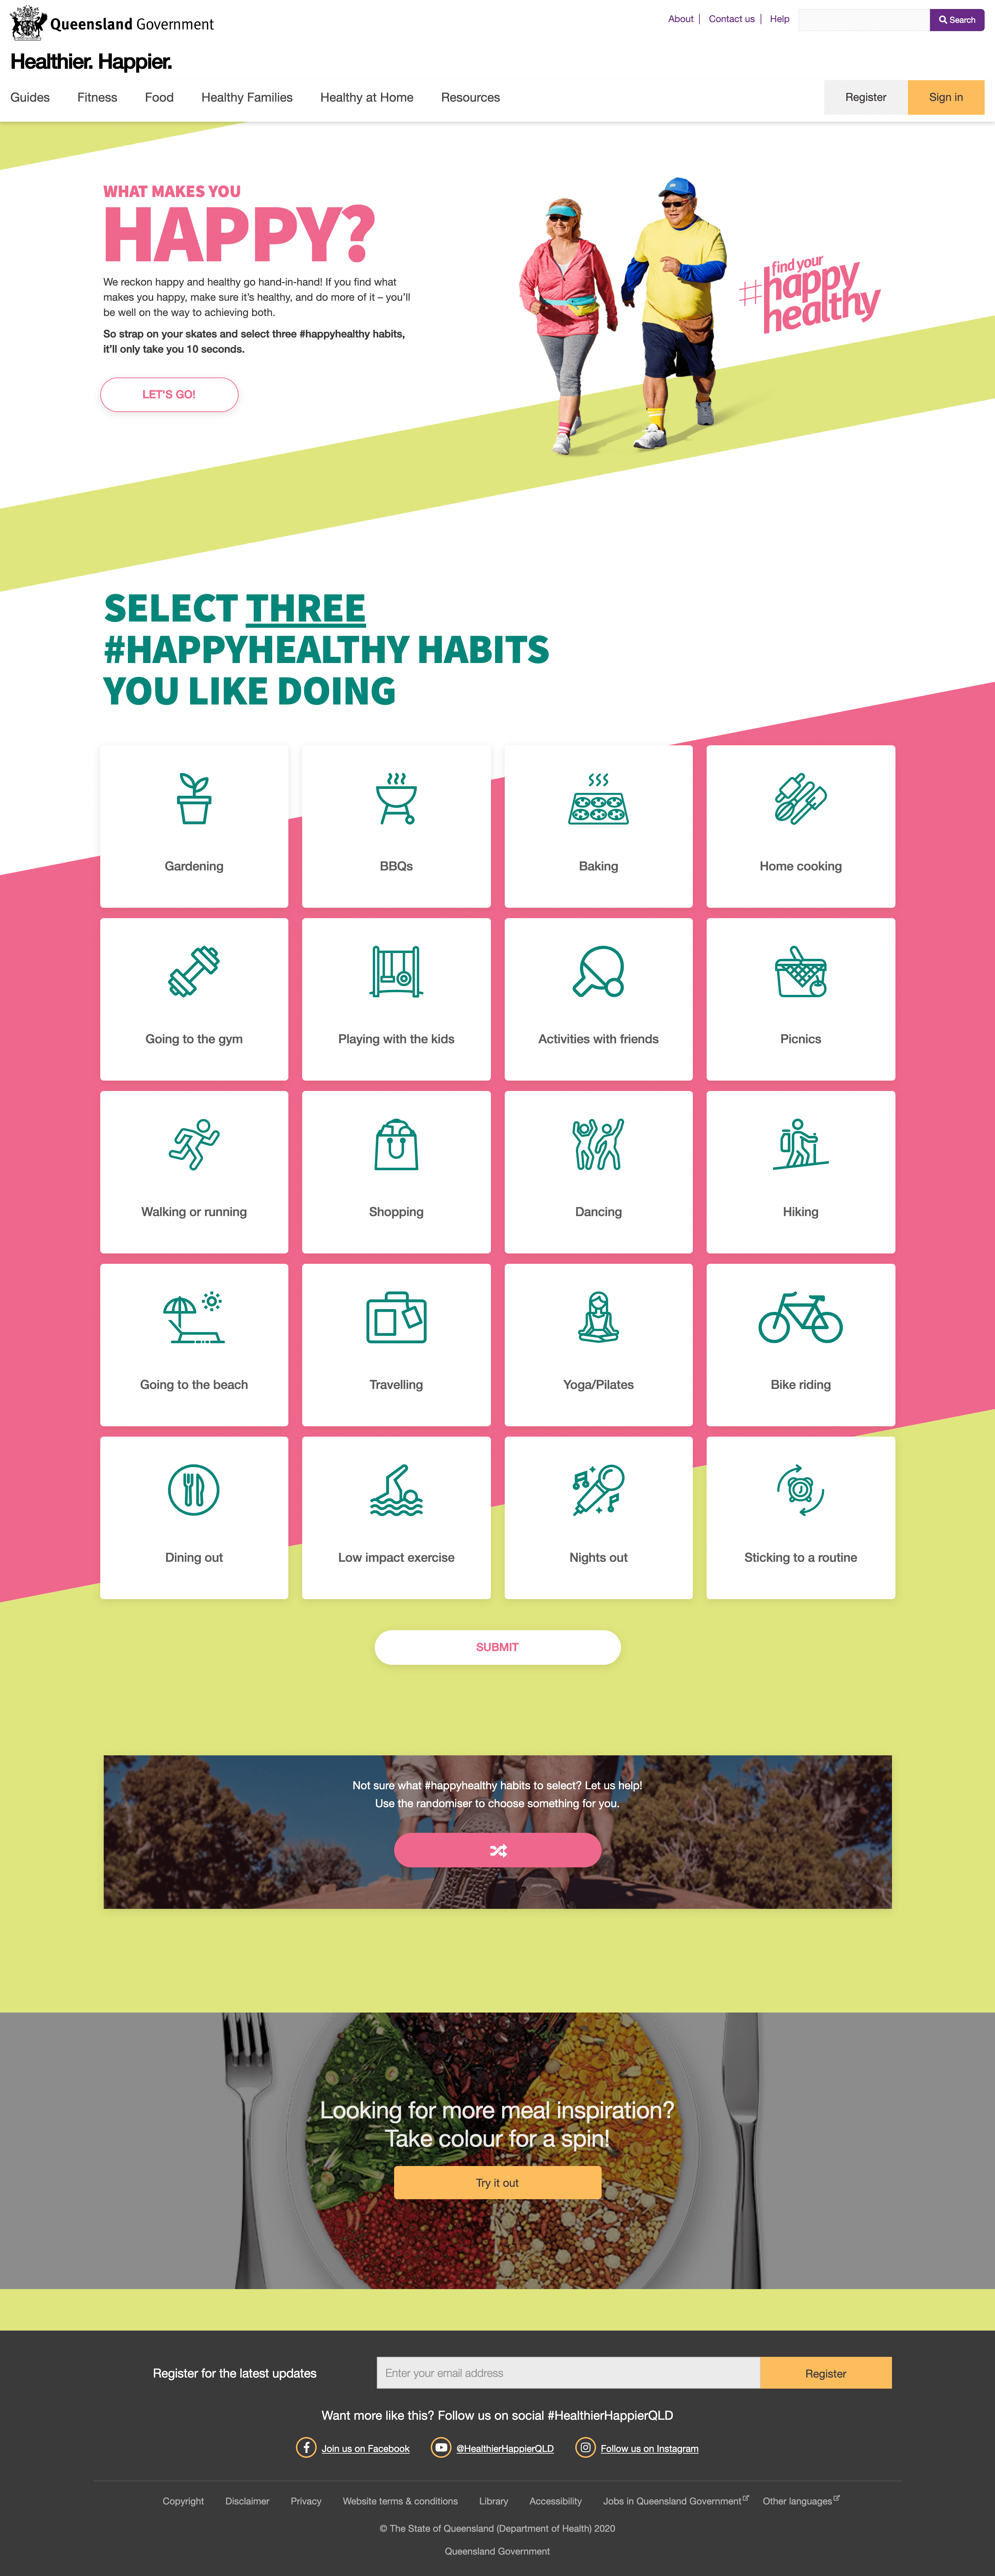 Queensland Government
About
Contact us
Help
Search
Healthier. Happier.
Guides
Fitness
Food
Healthy Families
Healthy at Home
Resources
Register
Sign in
WHAT MAKES YOU
HAPPY?
We reckon happy and healthy go hand-in-hand! If you find what
makes you happy, make sure it's healthy, and do more of it – you'll
be well on the way to achieving both.
So strap on your skates and select three #happyhealthy habits,
it'll only take you 10 seconds.
LET'S GO!
find your
#happy
healthy
SELECT THREE
#HAPPYHEALTHY HABITS
YOU LIKE DOING
Gardening
BBQs
Baking
Home cooking
Going to the gym
Playing with the kids
Activities with friends
Picnics
Walking or running
Shopping
Dancing
Hiking
Going to the beach
Travelling
Yoga/Pilates
Bike riding
Dining out
Low impact exercise
Nights out
Sticking to a routine
SUBMIT
Not sure what #happyhealthy habits to select? Let us help!
Use the randomiser to choose something for you.
Looking for more meal inspiration?
Take colour for a spin!
Try it out
Register for the latest updates
Enter your email address
Register
Want more like this? Follow us on social #HealthierHappierQLD
Join us on Facebook
@HealthierHappierQLD
Follow us on Instagram
Copyright
Disclaimer
Privacy
Website terms & conditions
Library
Accessibility
Jobs in Queensland Government
Other languages
© The State of Queensland (Department of Health) 2020
Queensland Government